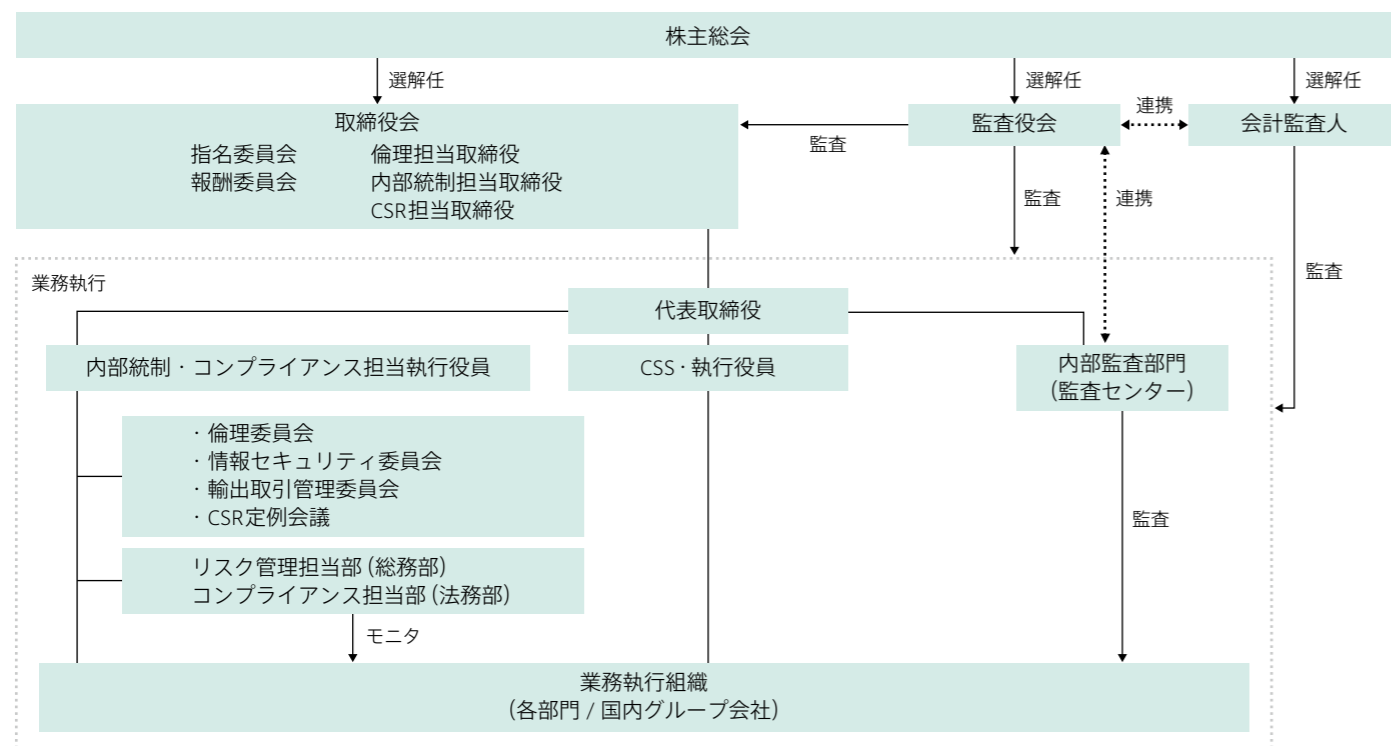 株主総会
選解任
選解任
選解任
取締役会
指名委員会
報酬委員会
倫理担当取締役
内部統制担当取締役
CSR担当取締役
監査
監査役会
連携
会計監査人
監査
連携
監査
業務執行
代表取締役
内部統制・コンプライアンス担当執行役員
CSS・執行役員
内部監査部門
(監査センター)
・倫理委員会
・情報セキュリティ委員会
・輸出取引管理委員会
・CSR定例会議
監査
リスク管理担当部(総務部)
コンプライアンス担当部(法務部)
モニタ
業務執行組織
(各部門 / 国内グループ会社)